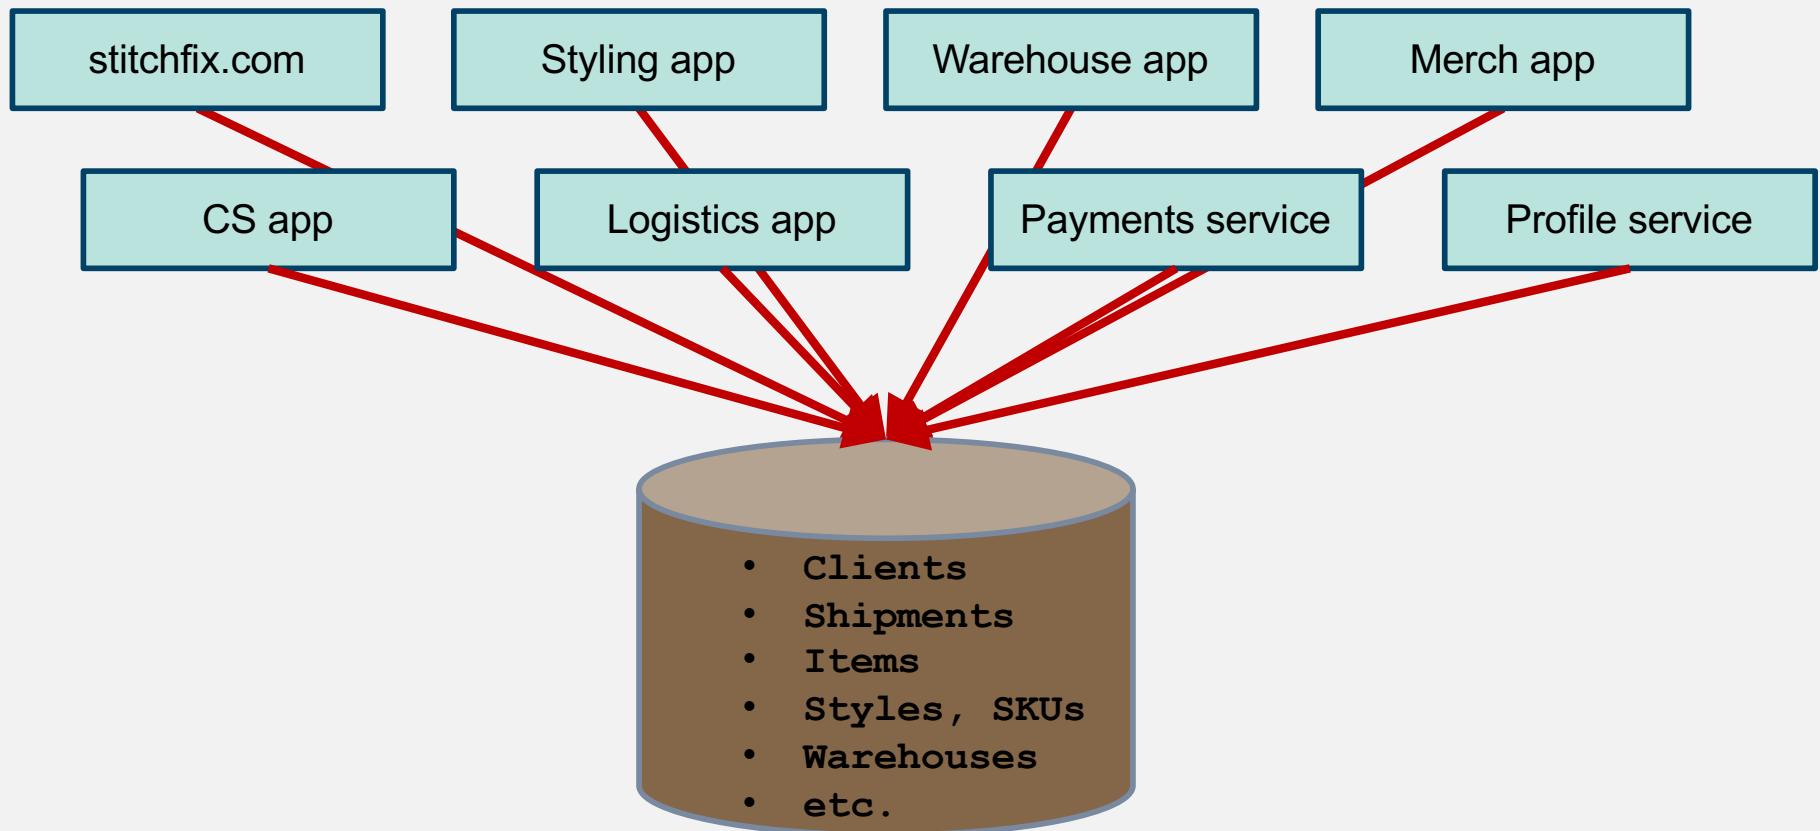 stitchfix.com
Styling app
Warehouse app
Merch app
CS app
Logistics app
Payments service
Profile service
• Clients
• Shipments
• Items
• Styles, SKUs
• Warehouses
• etc.